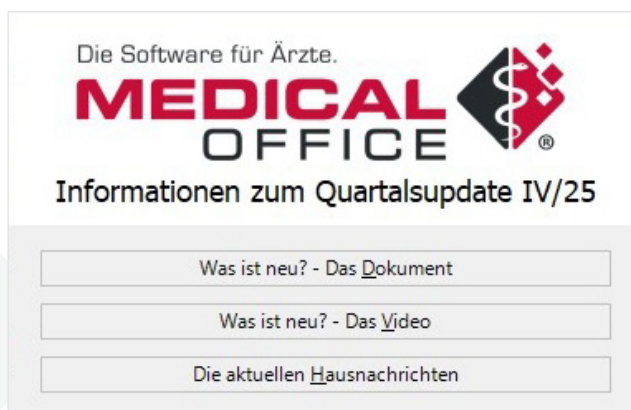 Die Software für Ärzte.
MEDICAL
OFFICE
®
Informationen zum Quartalsupdate IV/25
Was ist neu? - Das Dokument
Was ist neu? - Das Video
Die aktuellen Hausnachrichten